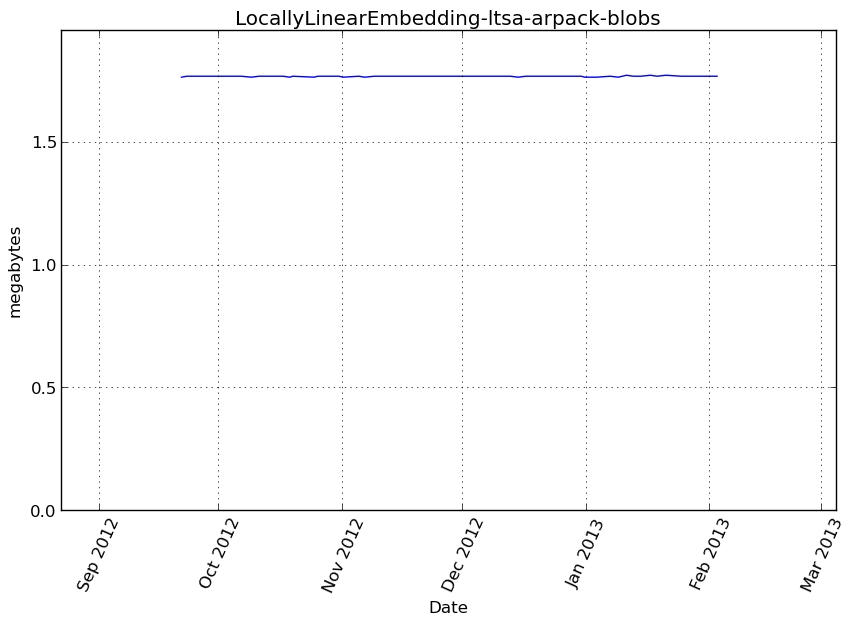 LocallyLinearEmbedding-ltsa-arpack-blobs
megabytes
1.5
1.0
0.5
0.0
Sep 2012
Oct 2012
Nov 2012
Dec 2012
Jan 2013
Feb 2013
Mar 2013
Date